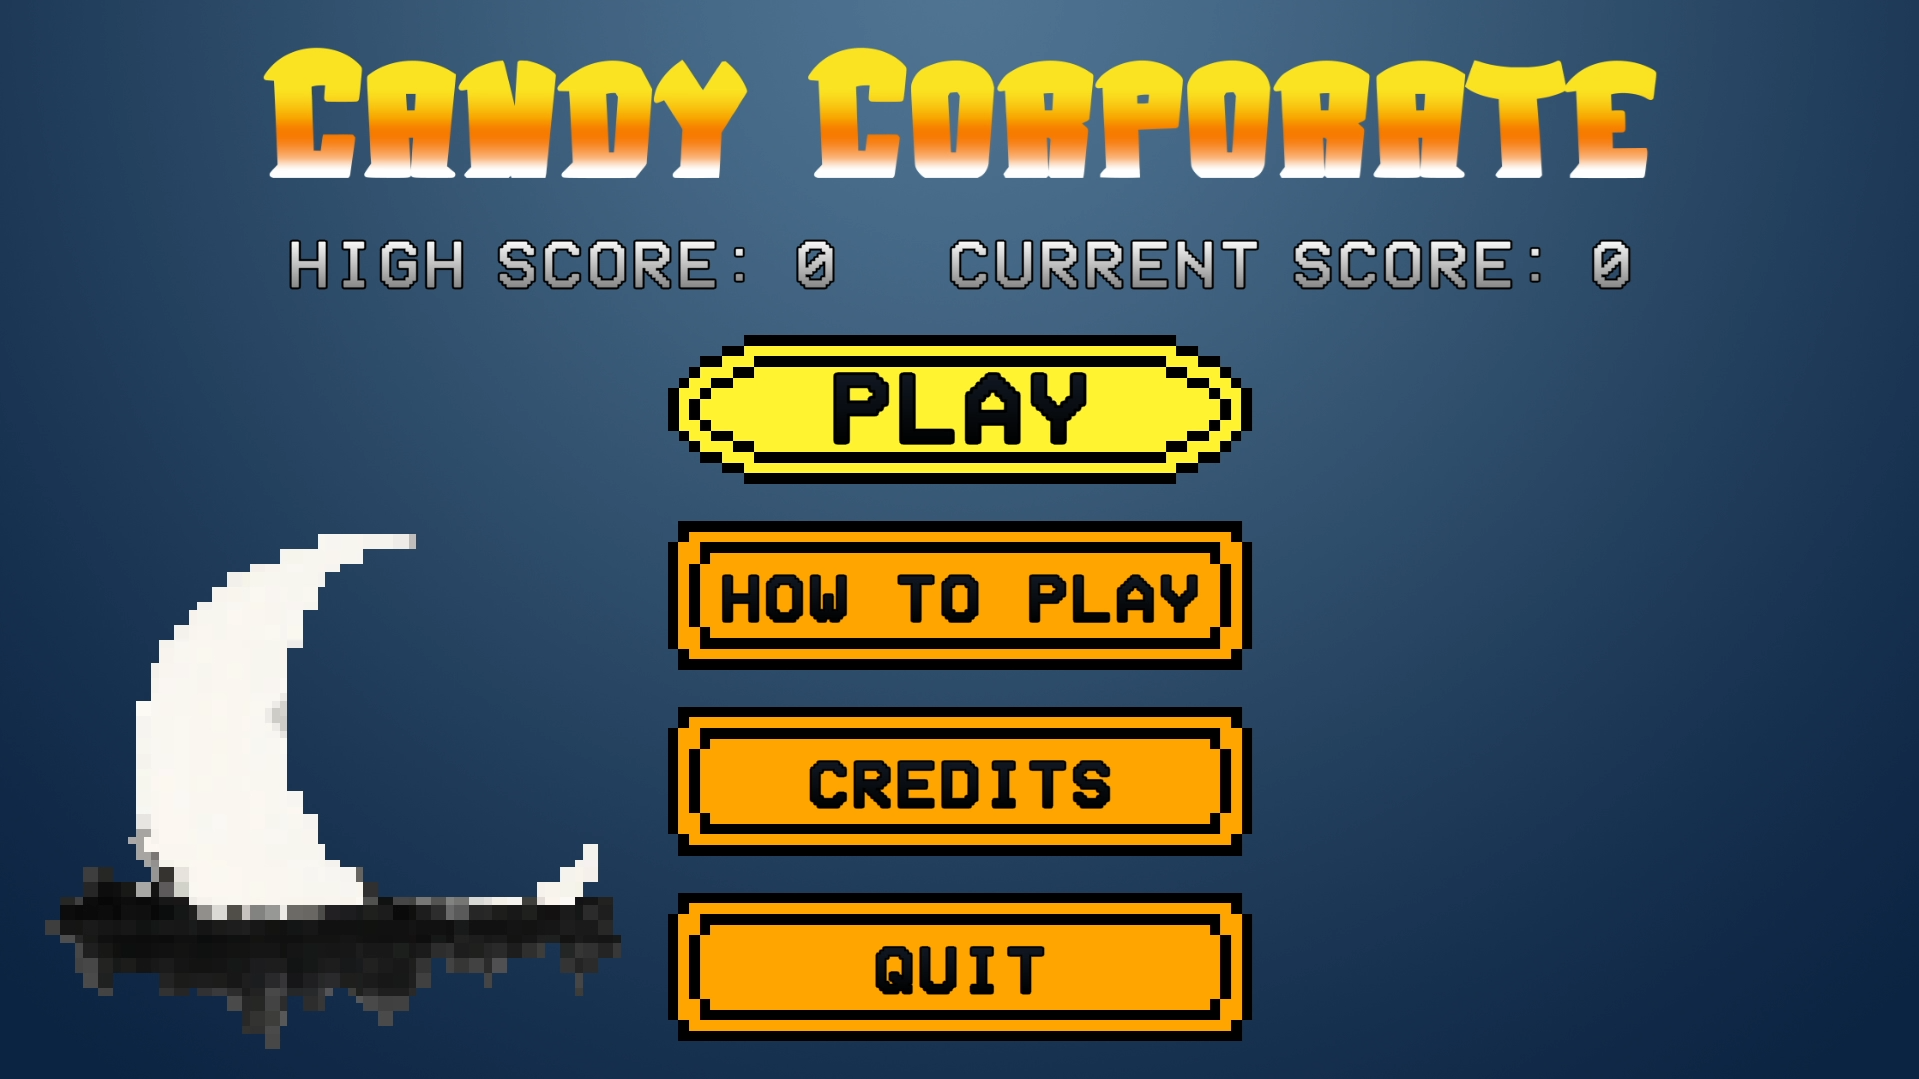 CANDY CORPORATE
HIGH SCORE: 0 CURRENT SCORE: 0
PLAY
HOW TO PLAY
CREDITS
QUIT